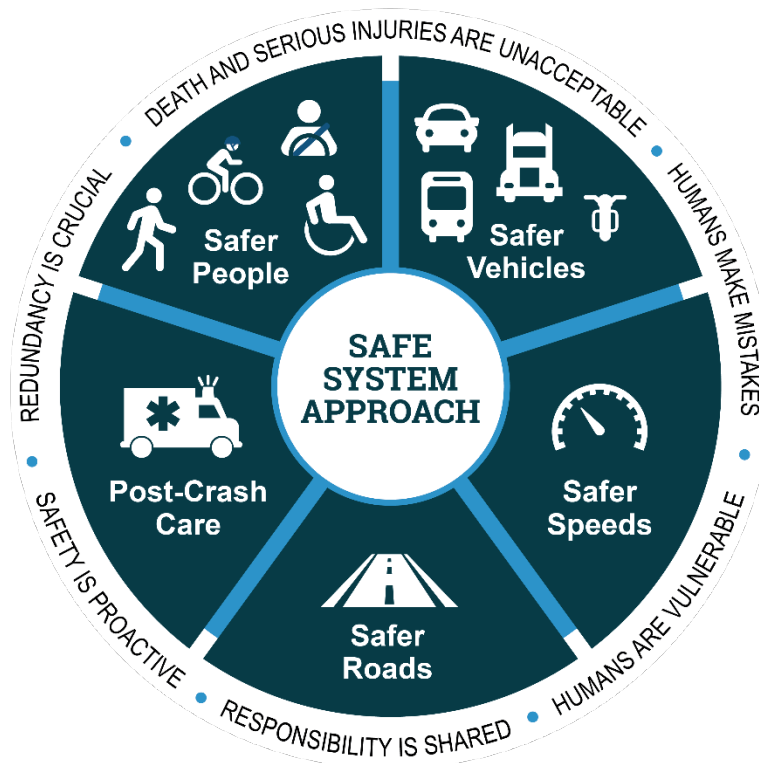 DEATH AND SERIOUS INJURIES ARE UNACCEPTABLE
HUMANS MAKE MISTAKES
HUMANS ARE VULNERABLE
RESPONSIBILITY IS SHARED
SAFETY IS PROACTIVE
REDUNDANCY IS CRUCIAL
Safer
People
Safer
Vehicles
SAFE
SYSTEM
APPROACH
Post-Crash
Care
Safer
Speeds
Safer
Roads